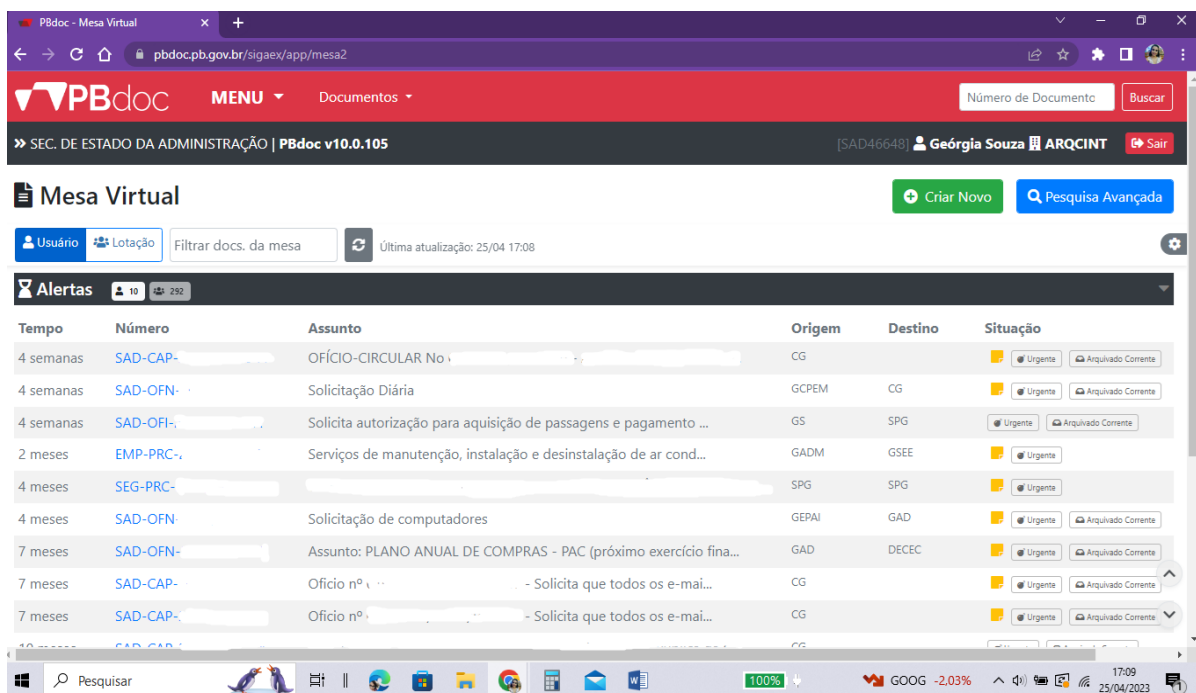 PBdoc - Mesa Virtual
pbdoc.pb.gov.br/sigaex/app/mesa2
PBdoc MENU Documentos Número de Documento Buscar
SEC. DE ESTADO DA ADMINISTRAÇÃO | PBdoc v10.0.105 [SAD46648] Geórgia Souza ARQCINT Sair
Mesa Virtual Criar Novo Pesquisa Avançada
Usuário Lotação Filtrar docs. da mesa Última atualização: 25/04 17:08
Alertas 10 292
Tempo Número Assunto Origem Destino Situação
4 semanas SAD-CAP- OFÍCIO-CIRCULAR No CG Urgente Arquivado Corrente
4 semanas SAD-OFN- Solicitação Diária GCPEM CG Urgente Arquivado Corrente
4 semanas SAD-OFI- Solicita autorização para aquisição de passagens e pagamento ... GS SPG Urgente Arquivado Corrente
2 meses EMP-PRC- Serviços de manutenção, instalação e desinstalação de ar cond... GADM GSEE Urgente
4 meses SEG-PRC- SPG SPG Urgente
4 meses SAD-OFN- Solicitação de computadores GEPAI GAD Urgente Arquivado Corrente
7 meses SAD-OFN- Assunto: PLANO ANUAL DE COMPRAS - PAC (próximo exercício fina... GAD DECEC Urgente Arquivado Corrente
7 meses SAD-CAP- Oficio nº - Solicita que todos os e-mai... CG Urgente Arquivado Corrente
7 meses SAD-CAP- Oficio nº - Solicita que todos os e-mai... CG Urgente Arquivado Corrente
Pesquisar 100% GOOG -2,03% 17:09
25/04/2023